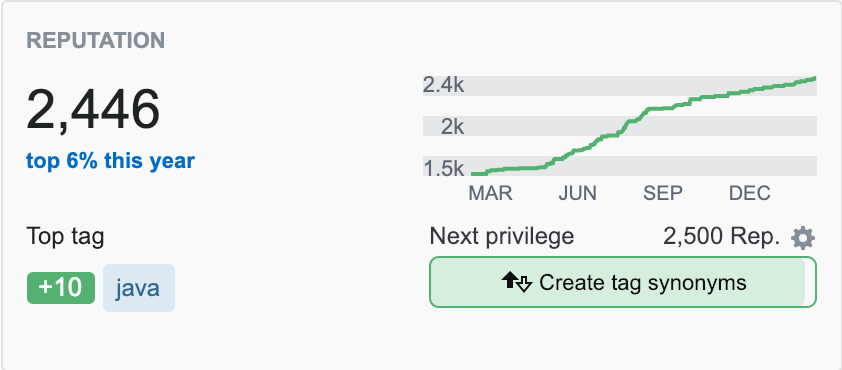 REPUTATION
2,446
top 6% this year
2.4k
2k
1.5k
MAR JUN SEP DEC
Top tag
+10 java
Next privilege 2,500 Rep.
Create tag synonyms